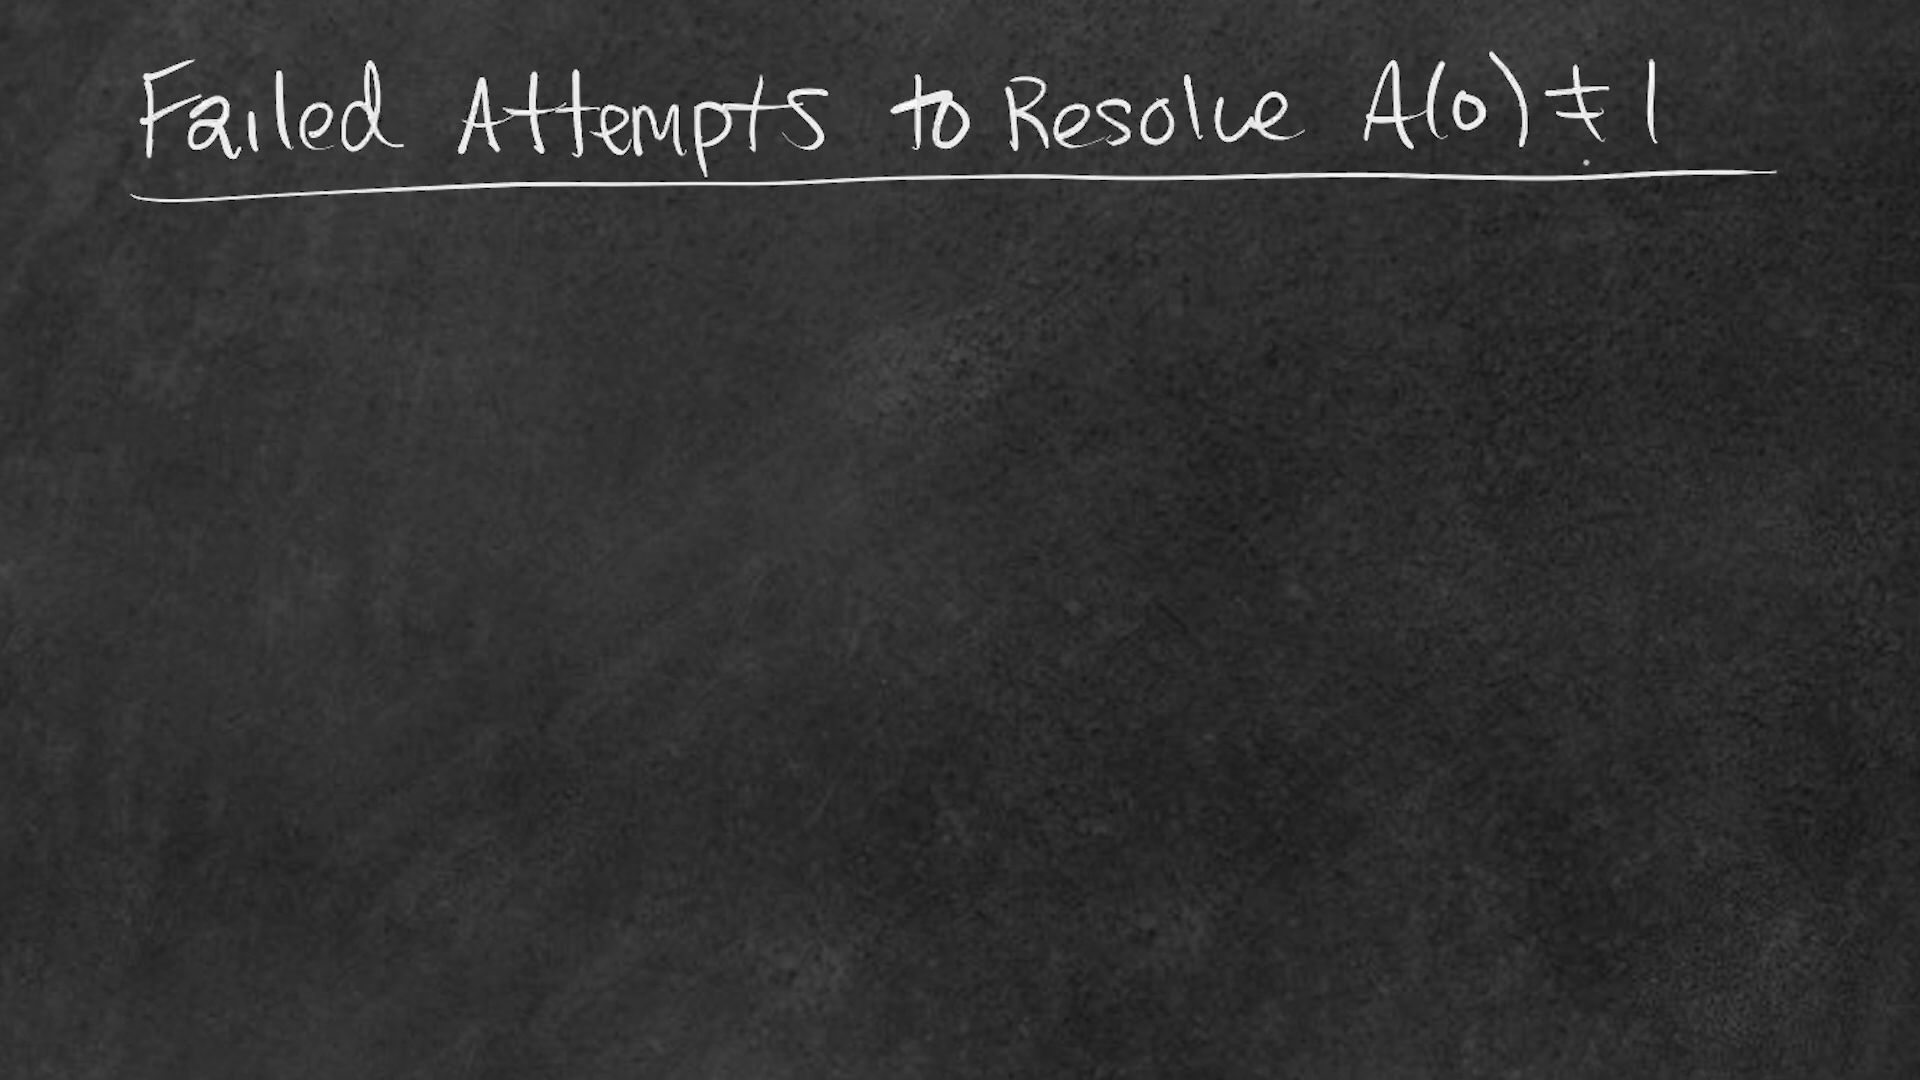 Failed Attempts to Resolve A(0) ≠ 1